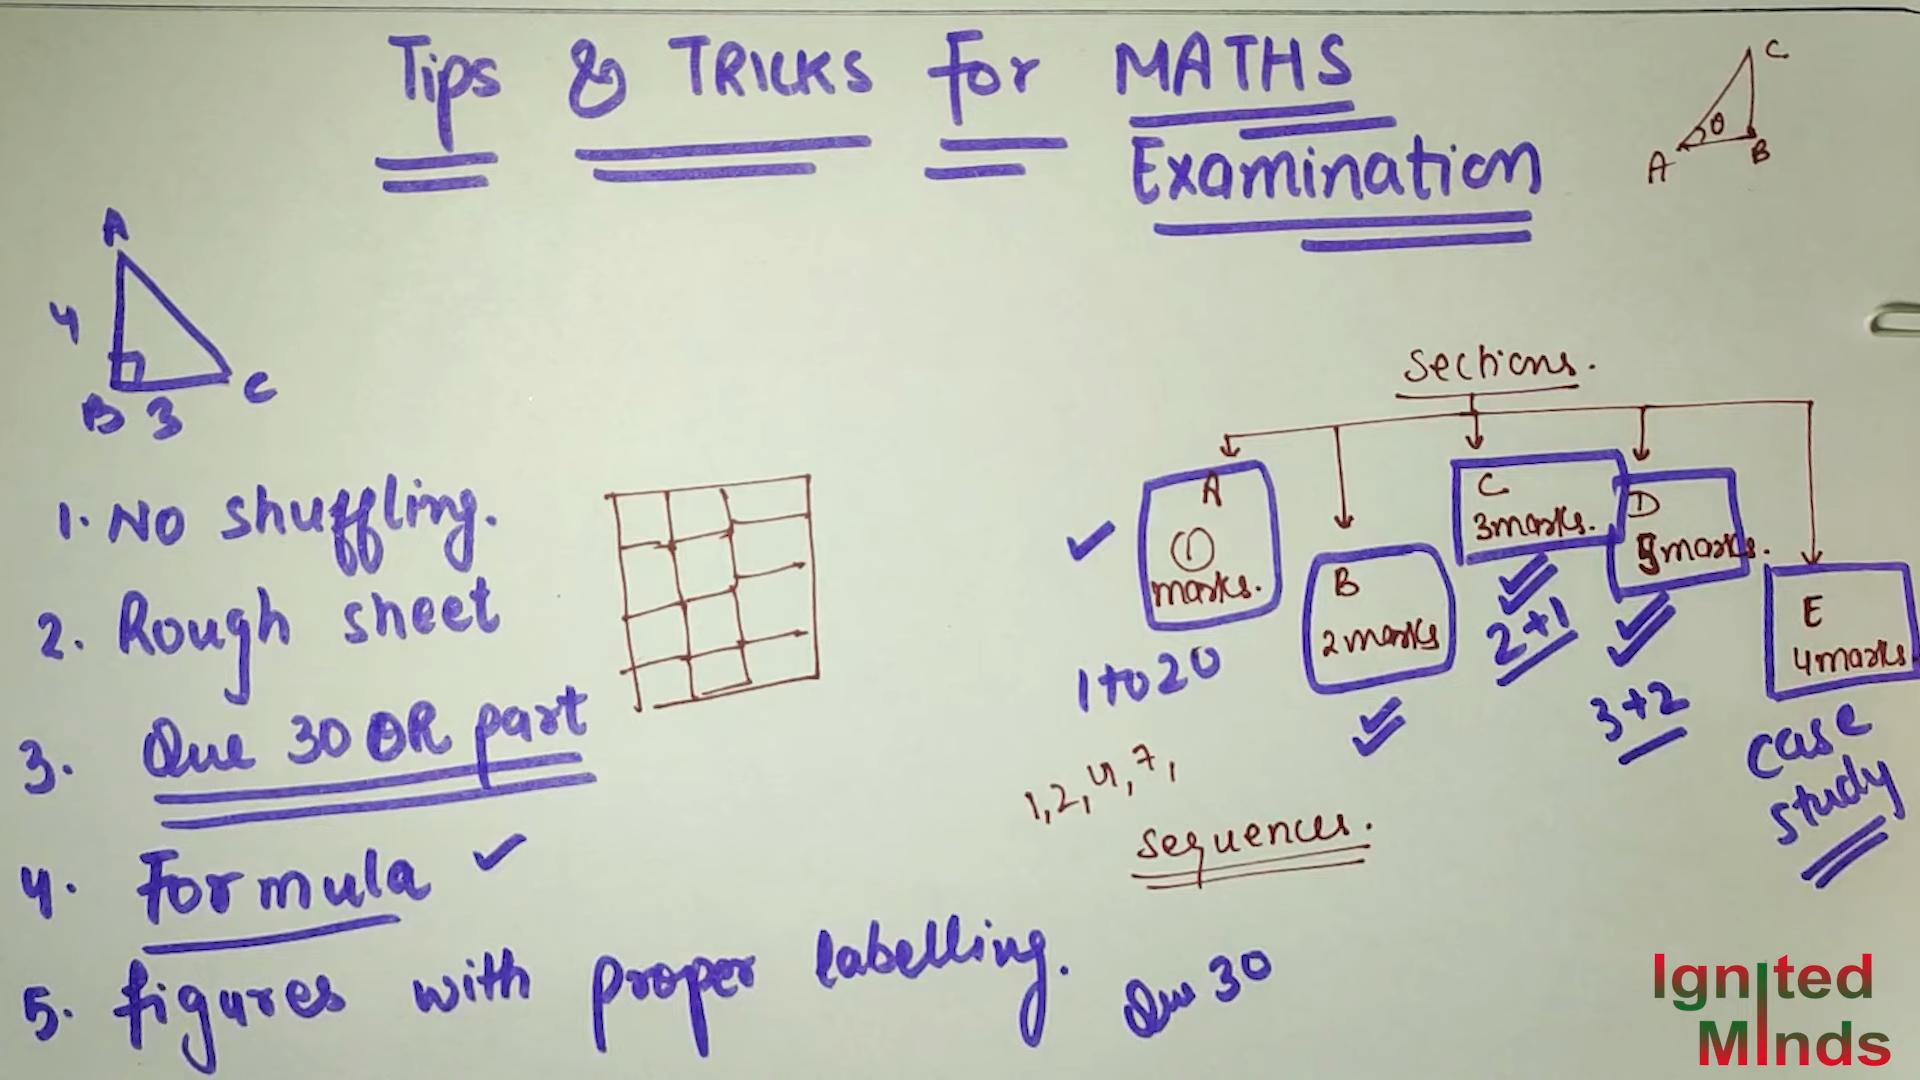 Tips & TRICKS For MATHS
Examination
C
θ
A B
A
4
B 3 C
sections.
A
1
marks.
B
2 marks
C
3 marks.
D
5 marks.
E
4 marks
1 to 20
2+1
3+2
case
study
1. No shuffling.
2. Rough sheet
3. Que 30 OR part
4. Formula
5. figures with proper labelling.
1, 2, 4, 7,
sequences.
Que 30
Ignited
Minds